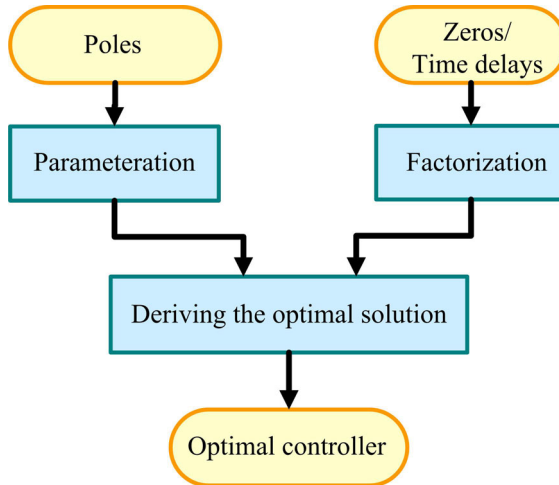 Poles
Zeros/
Time delays
Parameteration
Factorization
Deriving the optimal solution
Optimal controller